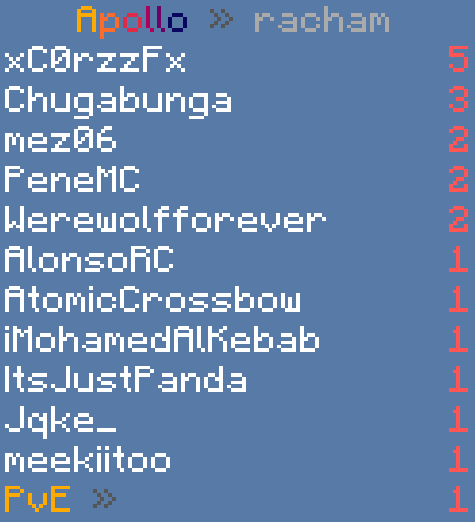 Apollo » racham
xC0rzzFx 5
Chugabunga 3
mez06 2
PeneMC 2
Werewolfforever 2
AlonsoRC 1
AtomicCrossbow 1
iMohamedAlKebab 1
ItsJustPanda 1
Jqke_ 1
meekiitoo 1
PvE » 1